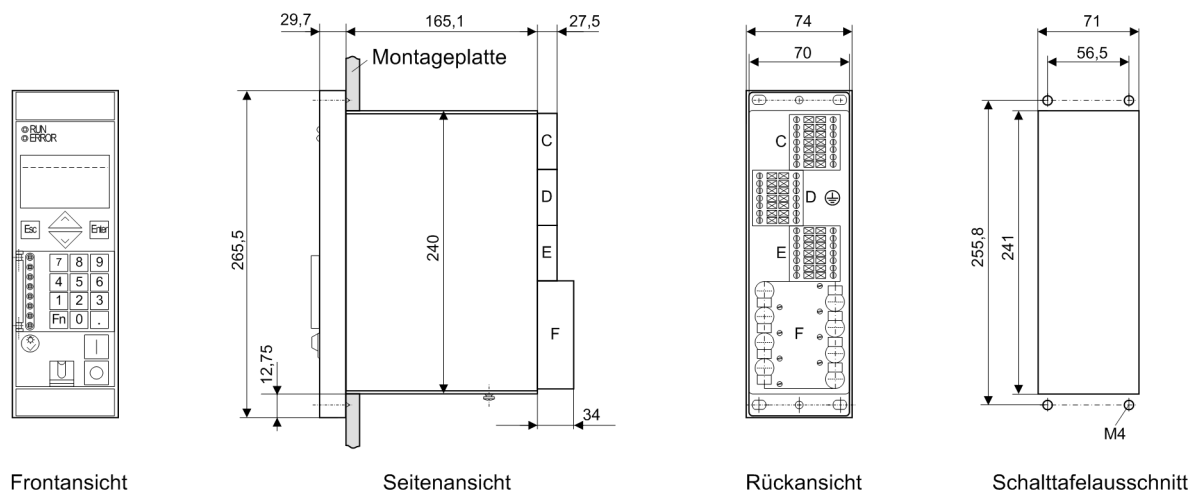 29,7
165,1
27,5
74
71
70
56,5
Montageplatte
RUN
ERROR
Esc
Enter
7 8 9
4 5 6
1 2 3
Fn 0 .
265,5
12,75
240
C
D
E
F
34
C
D
E
F
255,8
241
M4
Frontansicht
Seitenansicht
Rückansicht
Schalttafelausschnitt